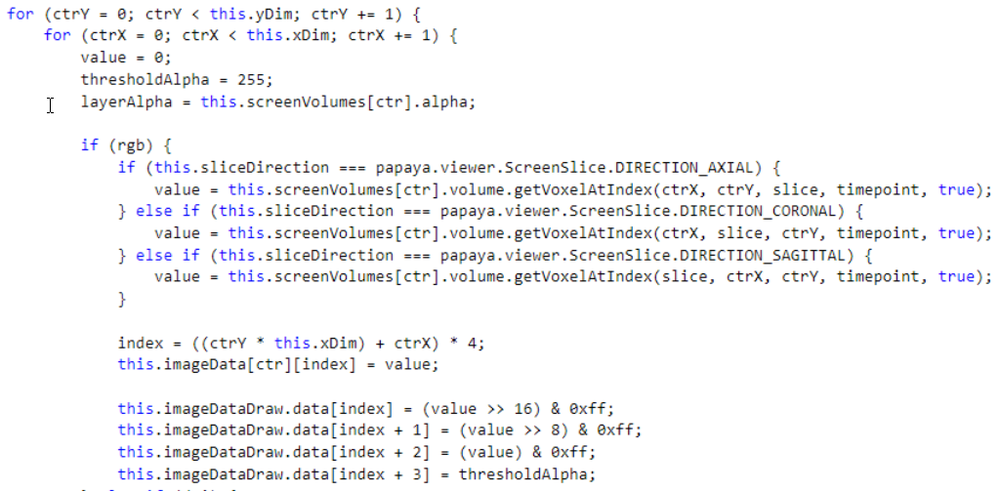 for (ctrY = 0; ctrY < this.yDim; ctrY += 1) {
    for (ctrX = 0; ctrX < this.xDim; ctrX += 1) {
        value = 0;
        thresholdAlpha = 255;
        layerAlpha = this.screenVolumes[ctr].alpha;

        if (rgb) {
            if (this.sliceDirection === papaya.viewer.ScreenSlice.DIRECTION_AXIAL) {
                value = this.screenVolumes[ctr].volume.getVoxelAtIndex(ctrX, ctrY, slice, timepoint, true);
            } else if (this.sliceDirection === papaya.viewer.ScreenSlice.DIRECTION_CORONAL) {
                value = this.screenVolumes[ctr].volume.getVoxelAtIndex(ctrX, slice, ctrY, timepoint, true);
            } else if (this.sliceDirection === papaya.viewer.ScreenSlice.DIRECTION_SAGITTAL) {
                value = this.screenVolumes[ctr].volume.getVoxelAtIndex(slice, ctrX, ctrY, timepoint, true);
            }

            index = ((ctrY * this.xDim) + ctrX) * 4;
            this.imageData[ctr][index] = value;

            this.imageDataDraw.data[index] = (value >> 16) & 0xff;
            this.imageDataDraw.data[index + 1] = (value >> 8) & 0xff;
            this.imageDataDraw.data[index + 2] = (value) & 0xff;
            this.imageDataDraw.data[index + 3] = thresholdAlpha;